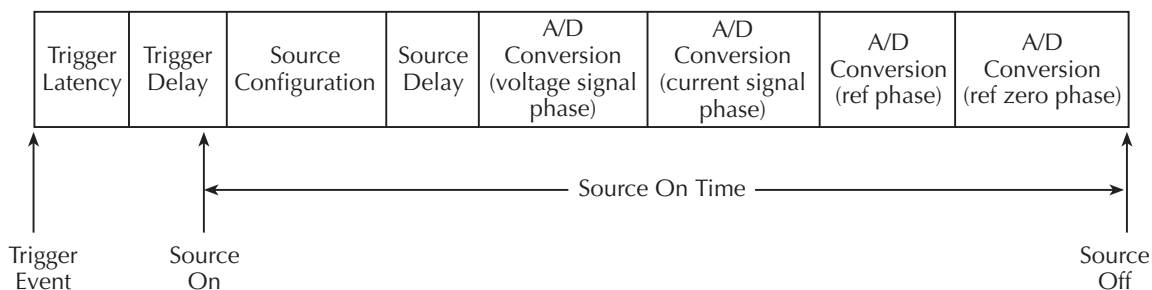 Trigger
Latency
Trigger
Delay
Source
Configuration
Source
Delay
A/D
Conversion
(voltage signal
phase)
A/D
Conversion
(current signal
phase)
A/D
Conversion
(ref phase)
A/D
Conversion
(ref zero phase)
Source On Time
Trigger
Event
Source
On
Source
Off